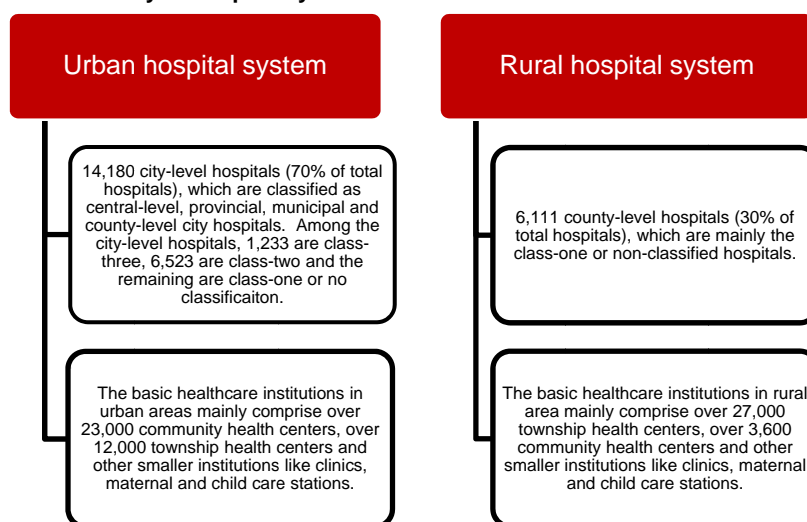 Urban hospital system
14,180 city-level hospitals (70% of total
hospitals), which are classified as
central-level, provincial, municipal and
county-level city hospitals.  Among the
city-level hospitals, 1,233 are class-
three, 6,523 are class-two and the
remaining are class-one or no
classificaiton.
The basic healthcare institutions in
urban areas mainly comprise over
23,000 community health centers, over
12,000 township health centers and
other smaller institutions like clinics,
maternal and child care stations.
Rural hospital system
6,111 county-level hospitals (30% of
total hospitals), which are mainly the
class-one or non-classified hospitals.
The basic healthcare institutions in rural
area mainly comprise over 27,000
township health centers, over 3,600
community health centers and other
smaller institutions like clinics, maternal
and child care stations.